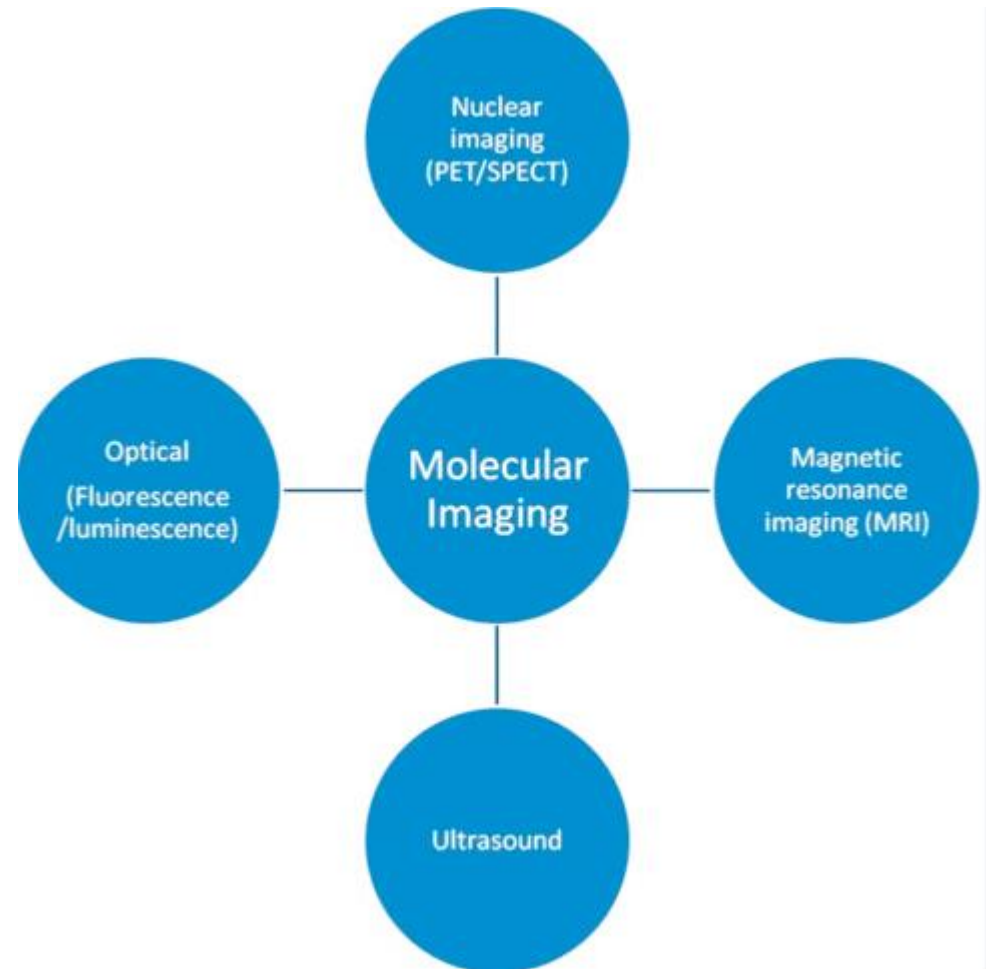 Nuclear
imaging
(PET/SPECT)
Optical
(Fluorescence
/luminescence)
Molecular
Imaging
Magnetic
resonance
imaging (MRI)
Ultrasound